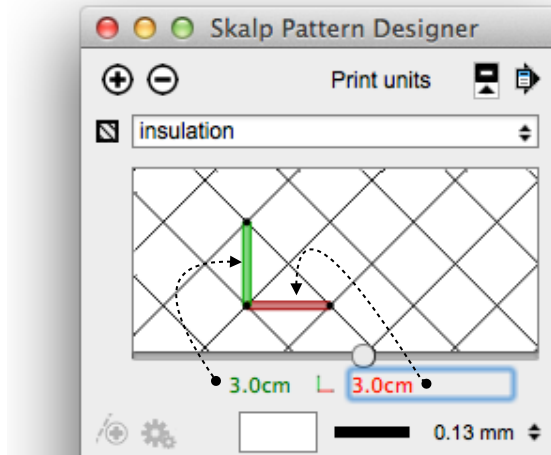 Skalp Pattern Designer
Print units
insulation
3.0cm 3.0cm
0.13 mm